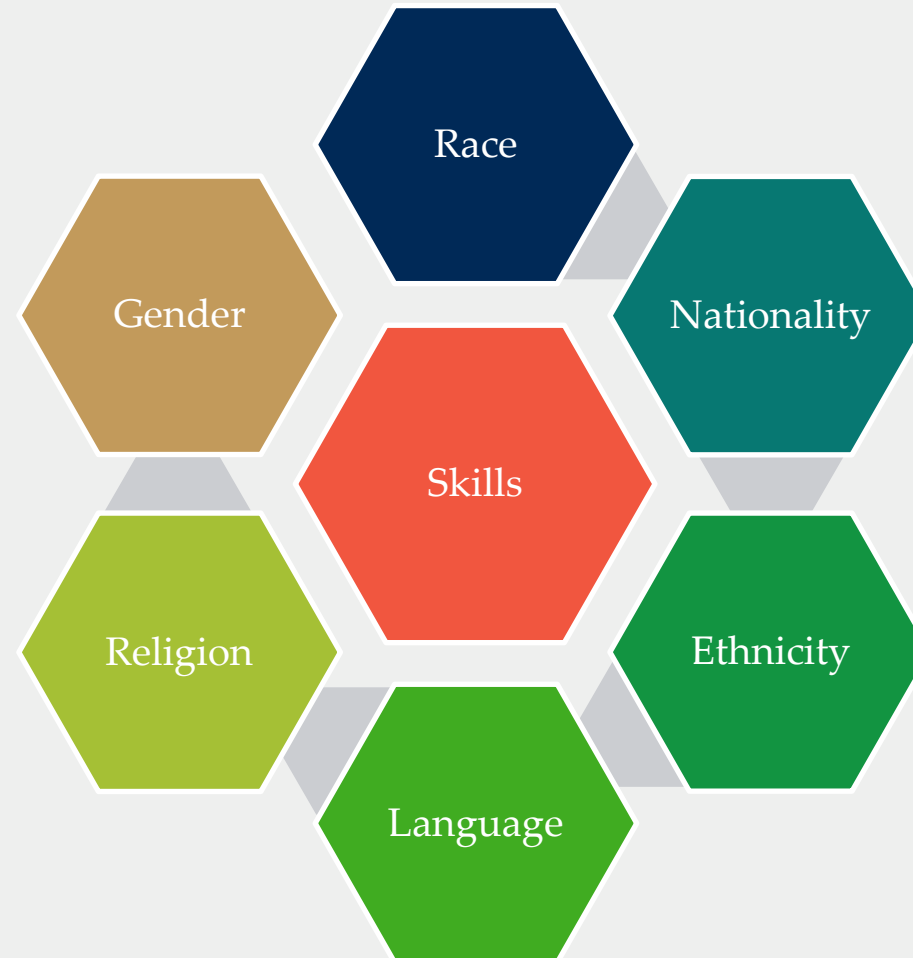 Race
Gender
Nationality
Skills
Religion
Ethnicity
Language